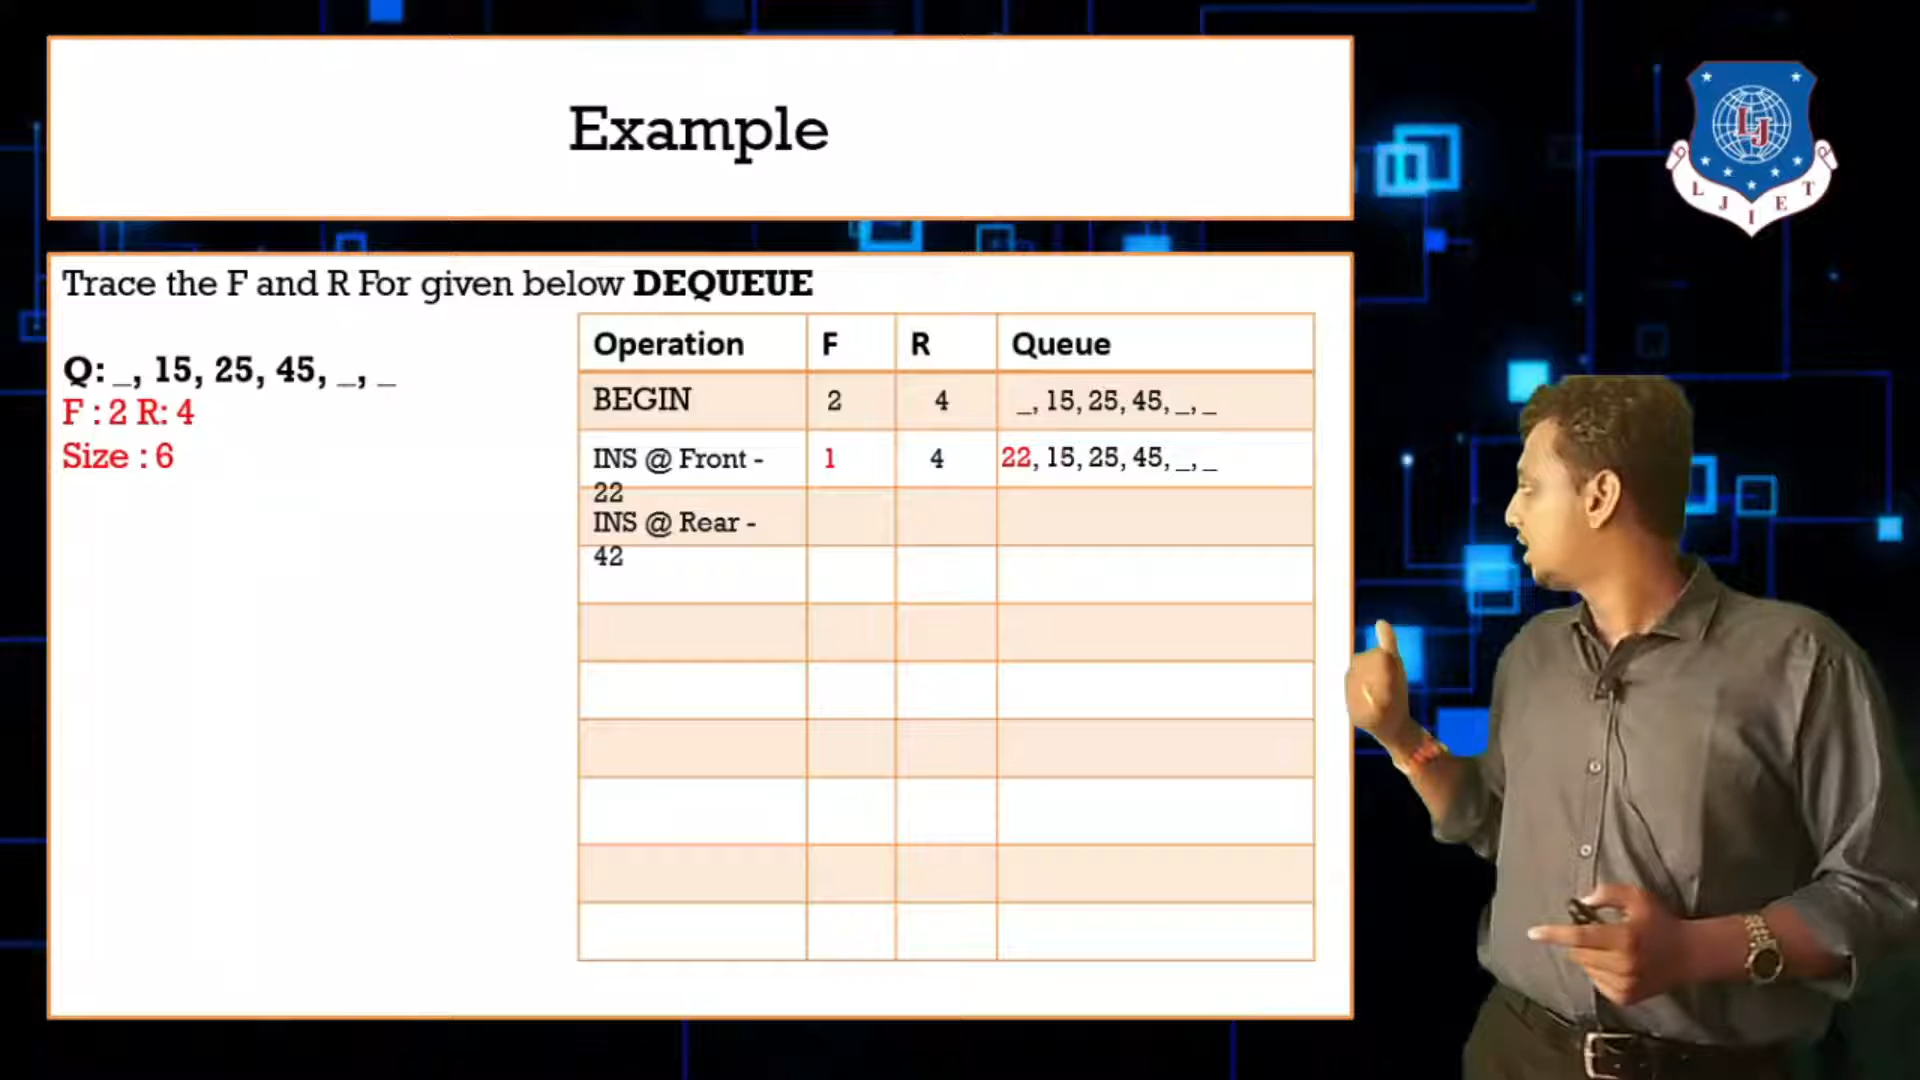 Example
L J I E T
LJ
Trace the F and R For given below DEQUEUE
Q: _, 15, 25, 45, _, _
F : 2 R: 4
Size : 6
Operation F R Queue
BEGIN 2 4 _, 15, 25, 45, _, _
INS @ Front - 1 4 22, 15, 25, 45, _, _
22
INS @ Rear -
42